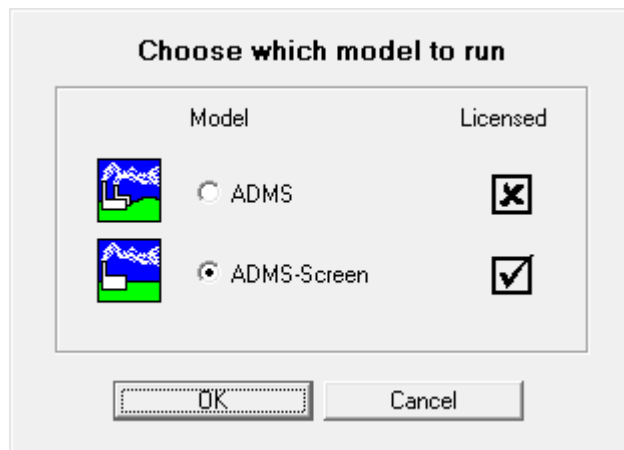 Choose which model to run
Model Licensed
ADMS
ADMS-Screen
OK Cancel